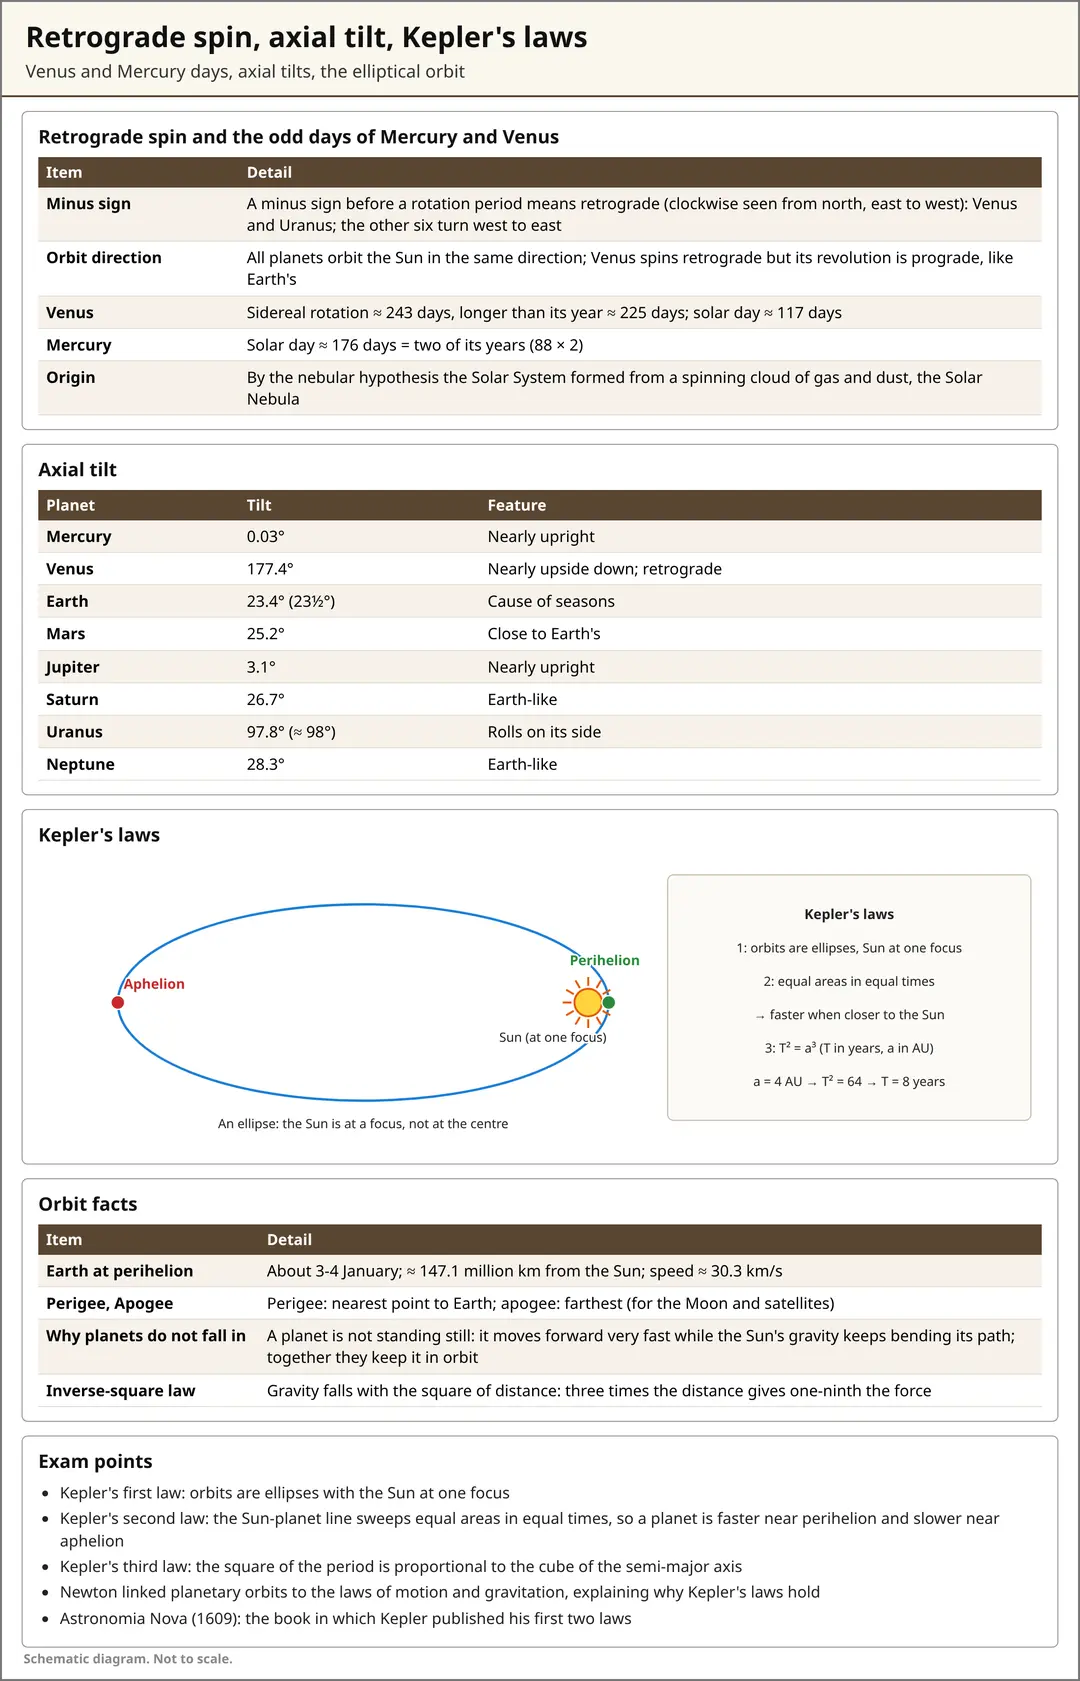 Retrograde spin, axial tilt, Kepler's laws
Venus and Mercury days, axial tilts, the elliptical orbit
Retrograde spin and the odd days of Mercury and Venus
Item Detail
Minus sign A minus sign before a rotation period means retrograde (clockwise seen from north, east to west): Venus
and Uranus; the other six turn west to east
Orbit direction All planets orbit the Sun in the same direction; Venus spins retrograde but its revolution is prograde, like
Earth's
Venus Sidereal rotation ≈ 243 days, longer than its year ≈ 225 days; solar day ≈ 117 days
Mercury Solar day ≈ 176 days = two of its years (88 × 2)
Origin By the nebular hypothesis the Solar System formed from a spinning cloud of gas and dust, the Solar
Nebula
Axial tilt
Planet Tilt Feature
Mercury 0.03° Nearly upright
Venus 177.4° Nearly upside down; retrograde
Earth 23.4° (23½°) Cause of seasons
Mars 25.2° Close to Earth's
Jupiter 3.1° Nearly upright
Saturn 26.7° Earth-like
Uranus 97.8° (≈ 98°) Rolls on its side
Neptune 28.3° Earth-like
Kepler's laws
Aphelion
Perihelion
Sun (at one focus)
An ellipse: the Sun is at a focus, not at the centre
Kepler's laws
1: orbits are ellipses, Sun at one focus
2: equal areas in equal times
→ faster when closer to the Sun
3: T² = a³ (T in years, a in AU)
a = 4 AU → T² = 64 → T = 8 years
Orbit facts
Item Detail
Earth at perihelion About 3-4 January; ≈ 147.1 million km from the Sun; speed ≈ 30.3 km/s
Perigee, Apogee Perigee: nearest point to Earth; apogee: farthest (for the Moon and satellites)
Why planets do not fall in A planet is not standing still: it moves forward very fast while the Sun's gravity keeps bending its path;
together they keep it in orbit
Inverse-square law Gravity falls with the square of distance: three times the distance gives one-ninth the force
Exam points
• Kepler's first law: orbits are ellipses with the Sun at one focus
• Kepler's second law: the Sun-planet line sweeps equal areas in equal times, so a planet is faster near perihelion and slower near
aphelion
• Kepler's third law: the square of the period is proportional to the cube of the semi-major axis
• Newton linked planetary orbits to the laws of motion and gravitation, explaining why Kepler's laws hold
• Astronomia Nova (1609): the book in which Kepler published his first two laws
Schematic diagram. Not to scale.